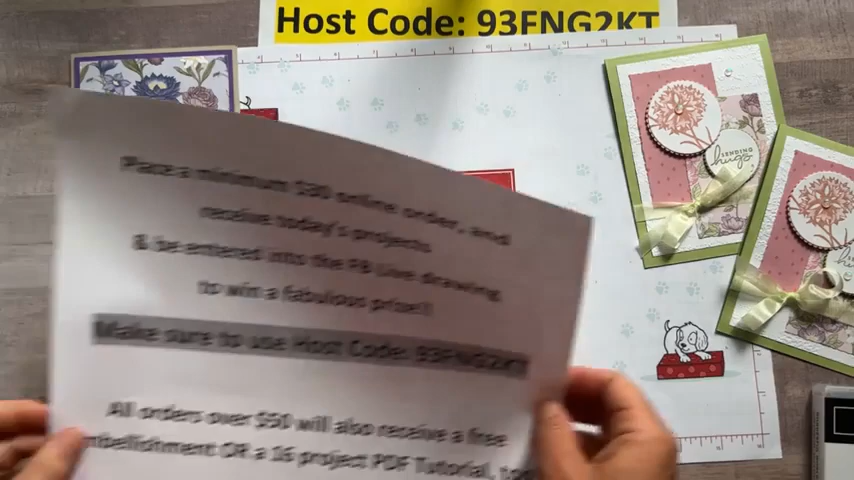 Host Code: 93FNG2KT
SENDING
hugs
Place a minimum $30 online order, and
receive today's projects
& be entered into the FB Live drawing
to win a fabulous prize!!
Make sure to use Host Code: 93FNG2KT
All orders over $50 will also receive a free
mbellishment OR a 16 project PDF Tutorial,